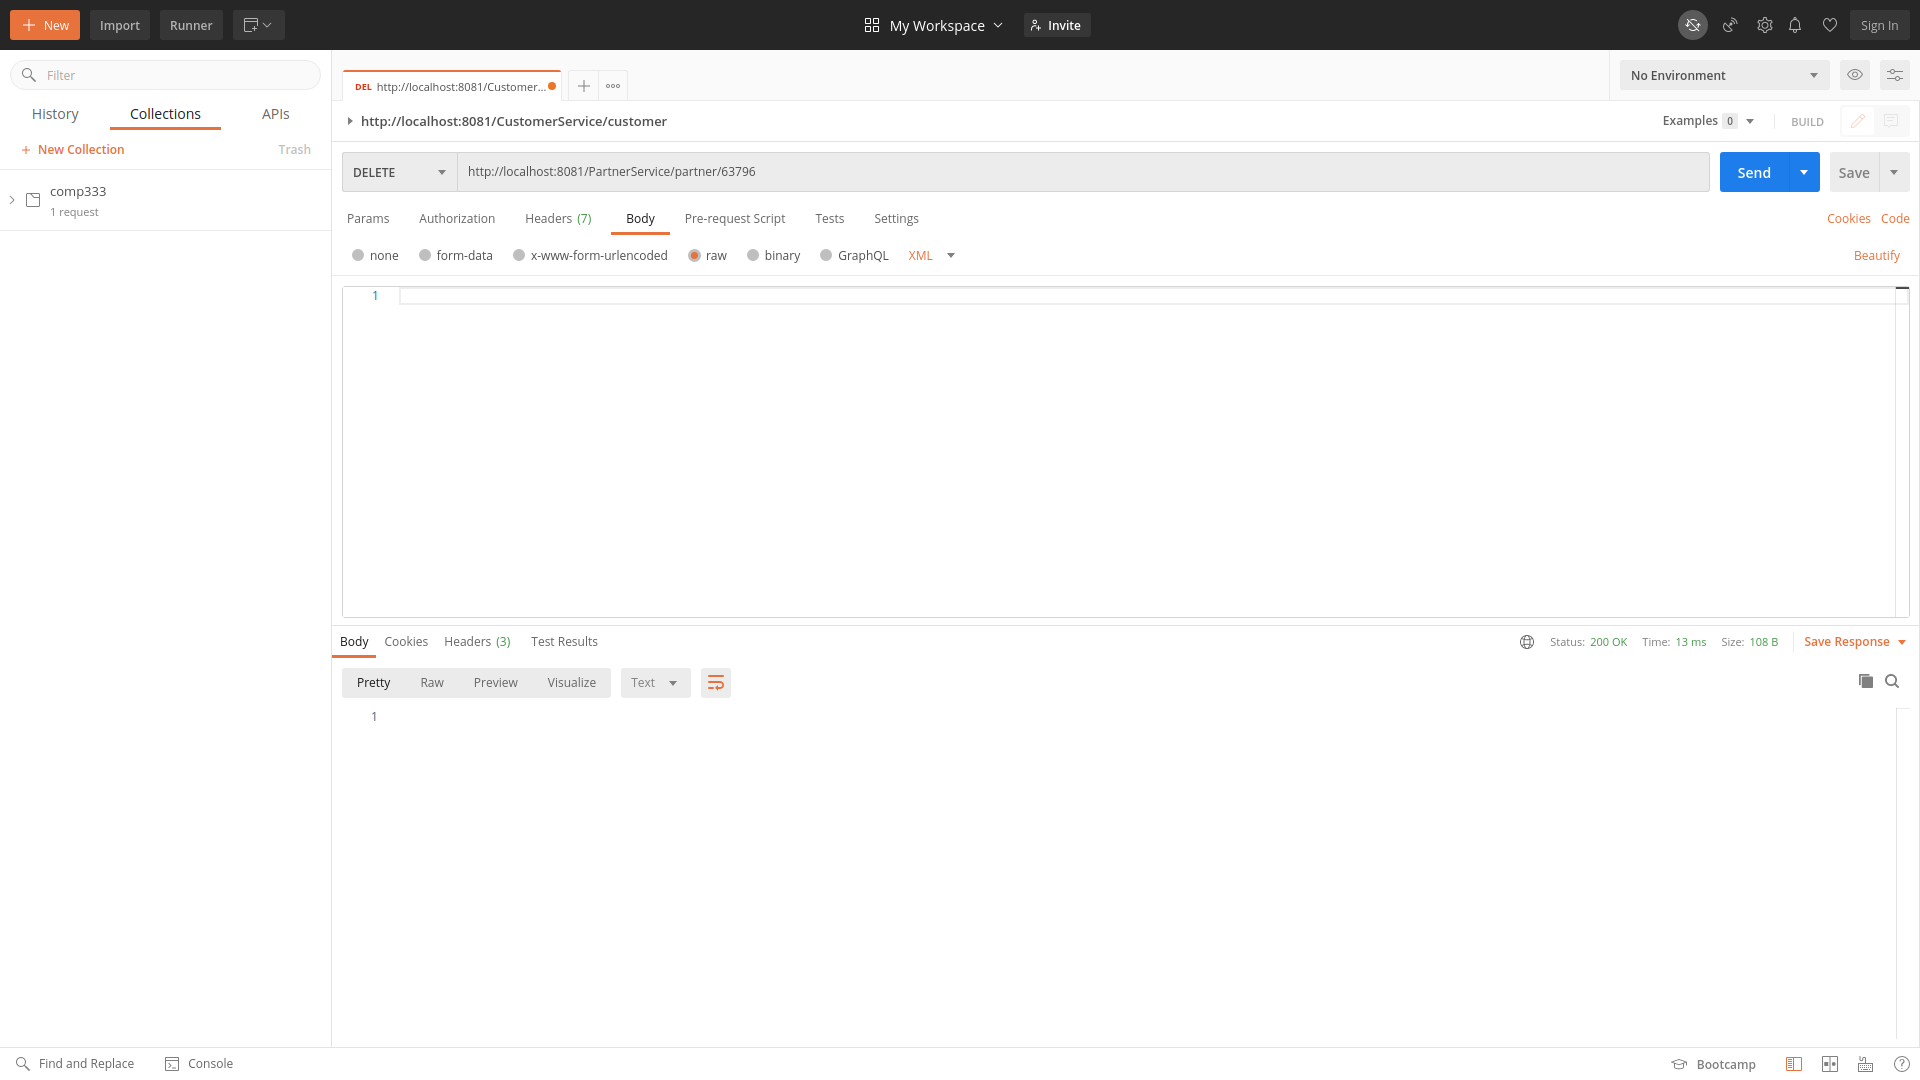 New
Import
Runner
My Workspace
Invite
Sign In
Filter
History
Collections
APIs
New Collection
Trash
comp333
1 request
DEL http://localhost:8081/Customer...
No Environment
http://localhost:8081/CustomerService/customer
Examples 0
BUILD
DELETE
http://localhost:8081/PartnerService/partner/63796
Send
Save
Params
Authorization
Headers (7)
Body
Pre-request Script
Tests
Settings
Cookies
Code
none
form-data
x-www-form-urlencoded
raw
binary
GraphQL
XML
Beautify
1
Body
Cookies
Headers (3)
Test Results
Status: 200 OK
Time: 13 ms
Size: 108 B
Save Response
Pretty
Raw
Preview
Visualize
Text
1
Find and Replace
Console
Bootcamp